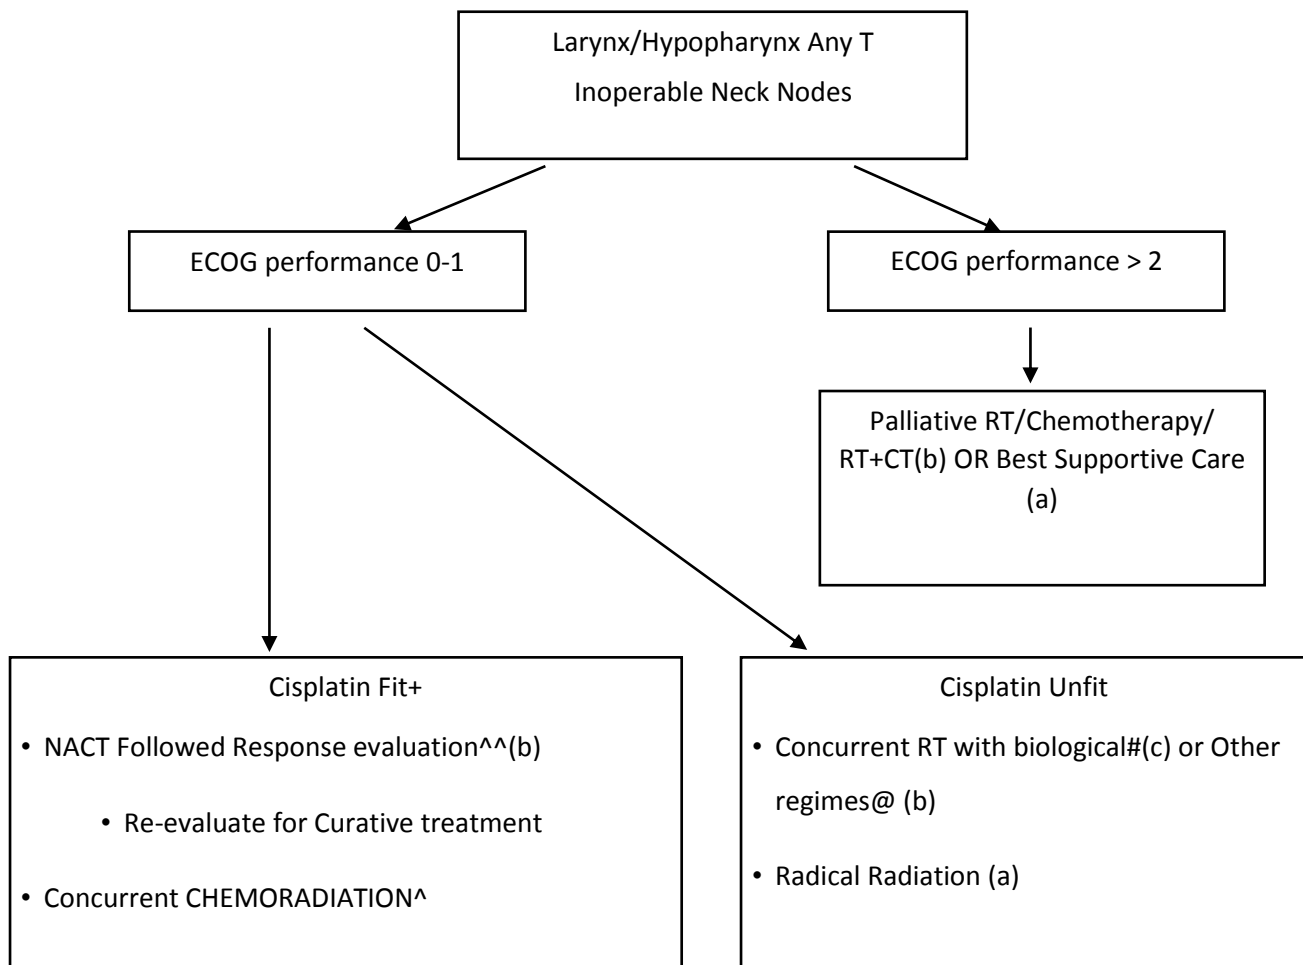 Larynx/Hypopharynx Any T
Inoperable Neck Nodes
ECOG performance 0-1
ECOG performance > 2
Palliative RT/Chemotherapy/
RT+CT(b) OR Best Supportive Care
(a)
Cisplatin Fit+
• NACT Followed Response evaluation^^(b)
• Re-evaluate for Curative treatment
• Concurrent CHEMORADIATION^
Cisplatin Unfit
• Concurrent RT with biological#(c) or Other
regimes@ (b)
• Radical Radiation (a)